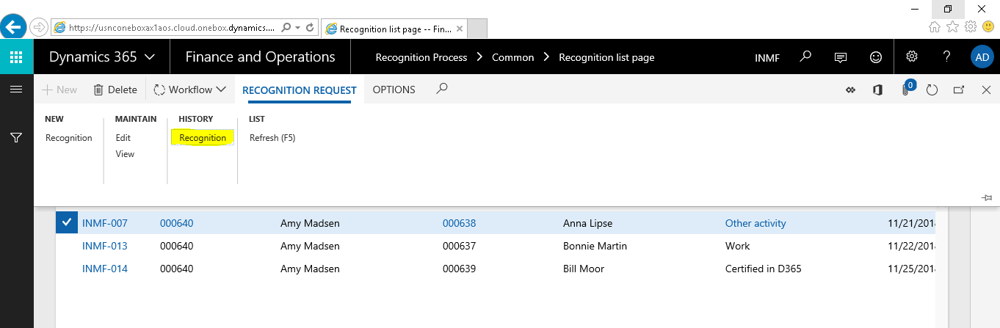 https://usnconeboxax1aos.cloud.onebox.dynamics....
Recognition list page -- Fin...
Dynamics 365 Finance and Operations Recognition Process Common Recognition list page INMF ? AD
New Delete Workflow RECOGNITION REQUEST OPTIONS 0
NEW MAINTAIN HISTORY LIST
Recognition Edit Recognition Refresh (F5)
View
INMF-007 000640 Amy Madsen 000638 Anna Lipse Other activity 11/21/201
INMF-013 000640 Amy Madsen 000637 Bonnie Martin Work 11/22/201
INMF-014 000640 Amy Madsen 000639 Bill Moor Certified in D365 11/25/201